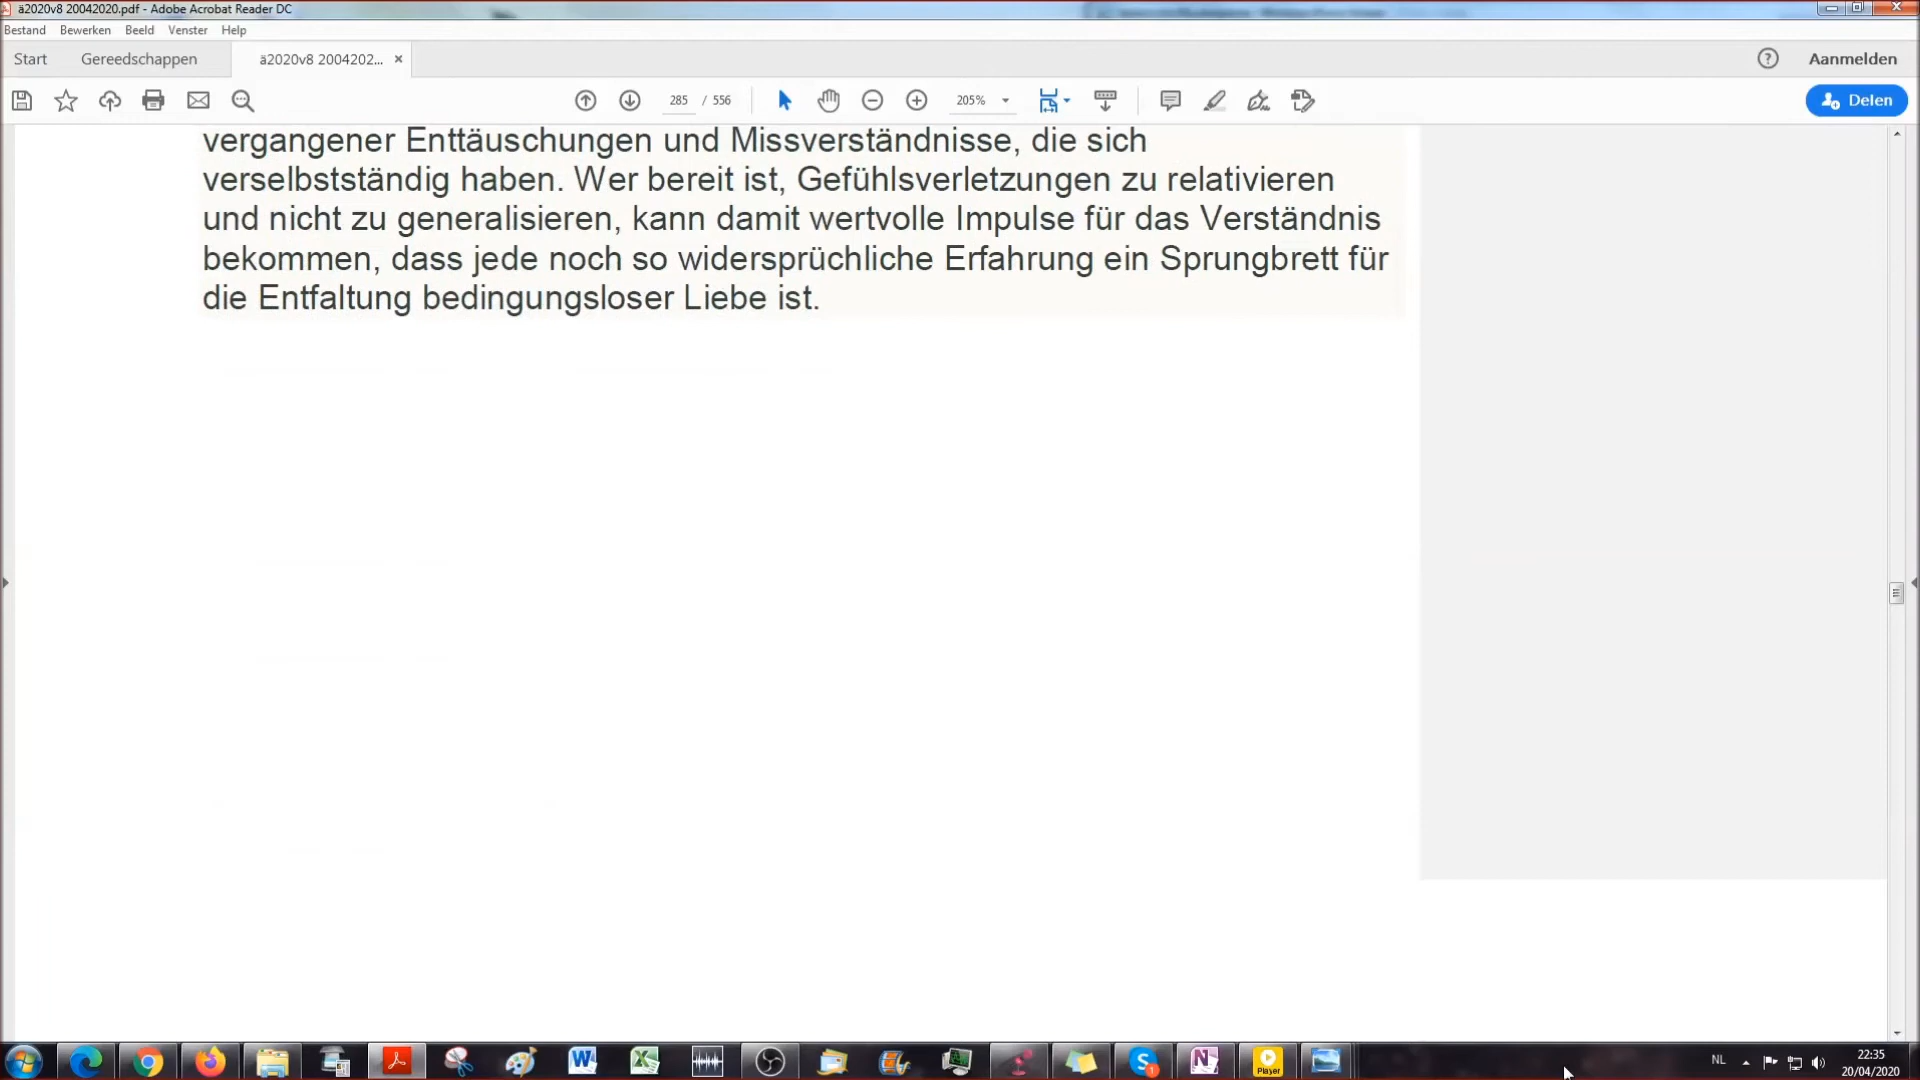 ä2020v8 20042020.pdf - Adobe Acrobat Reader DC
Bestand Bewerken Beeld Venster Help
Start Gereedschappen ä2020v8 2004202... × ? Aanmelden
285 / 556 205% Delen
vergangener Enttäuschungen und Missverständnisse, die sich
verselbstständig haben. Wer bereit ist, Gefühlsverletzungen zu relativieren
und nicht zu generalisieren, kann damit wertvolle Impulse für das Verständnis
bekommen, dass jede noch so widersprüchliche Erfahrung ein Sprungbrett für
die Entfaltung bedingungsloser Liebe ist.
Player
NL 22:35
20/04/2020